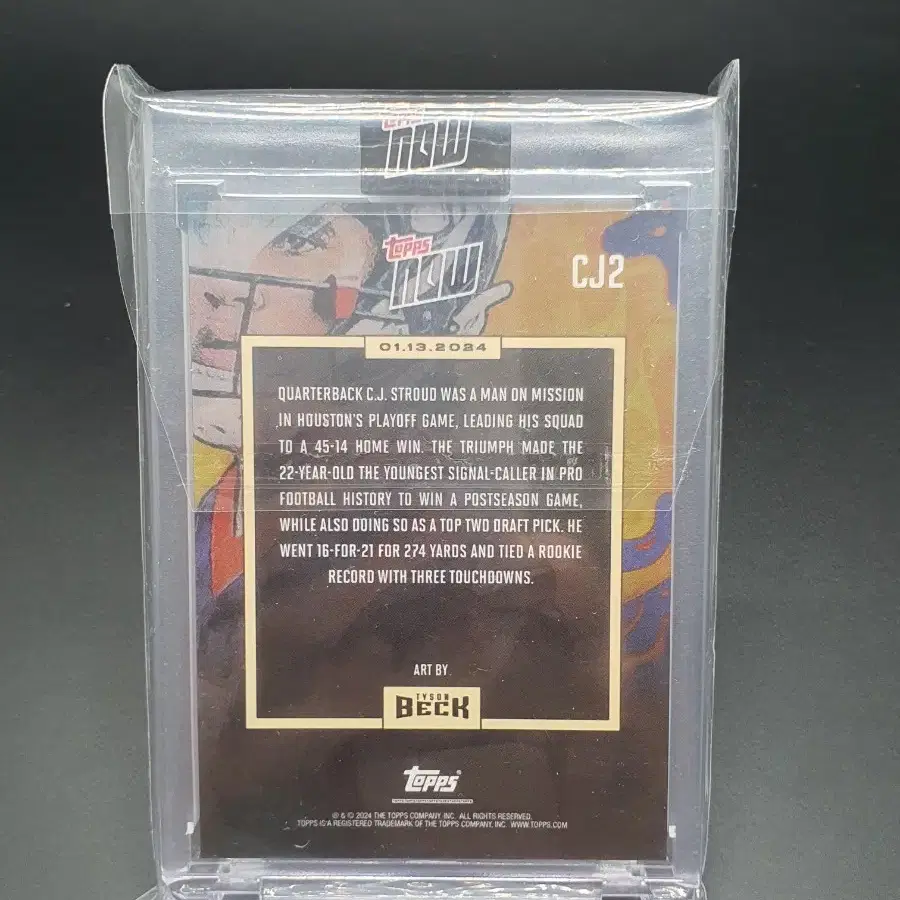 topps
now
topps
now
CJ2
01.13.2024
QUARTERBACK C.J. STROUD WAS A MAN ON MISSION
IN HOUSTON'S PLAYOFF GAME, LEADING HIS SQUAD
TO A 45-14 HOME WIN. THE TRIUMPH MADE THE
22-YEAR-OLD THE YOUNGEST SIGNAL-CALLER IN PRO
FOOTBALL HISTORY TO WIN A POSTSEASON GAME,
WHILE ALSO DOING SO AS A TOP TWO DRAFT PICK. HE
WENT 16-FOR-21 FOR 274 YARDS AND TIED A ROOKIE
RECORD WITH THREE TOUCHDOWNS.
ART BY
TYSON
BECK
topps®
® & © 2024 THE TOPPS COMPANY INC. ALL RIGHTS RESERVED.
TOPPS IS A REGISTERED TRADEMARK OF THE TOPPS COMPANY, INC. WWW.TOPPS.COM